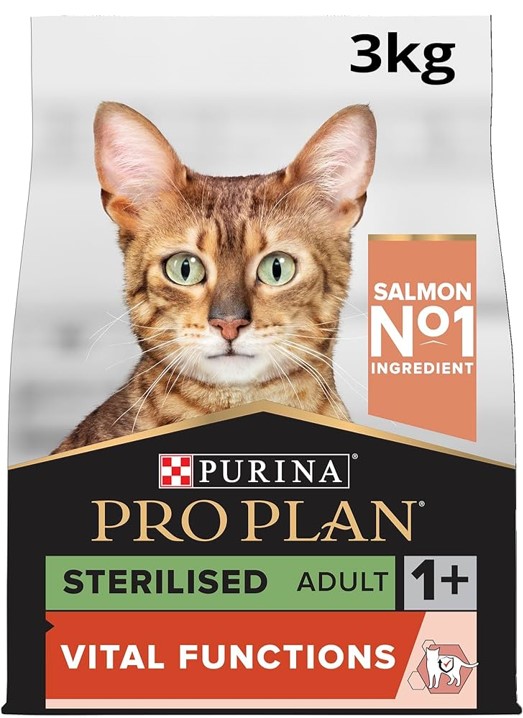 3kg
SALMON
Nº1
INGREDIENT
PURINA®
PRO PLAN®
STERILISED ADULT 1+
VITAL FUNCTIONS